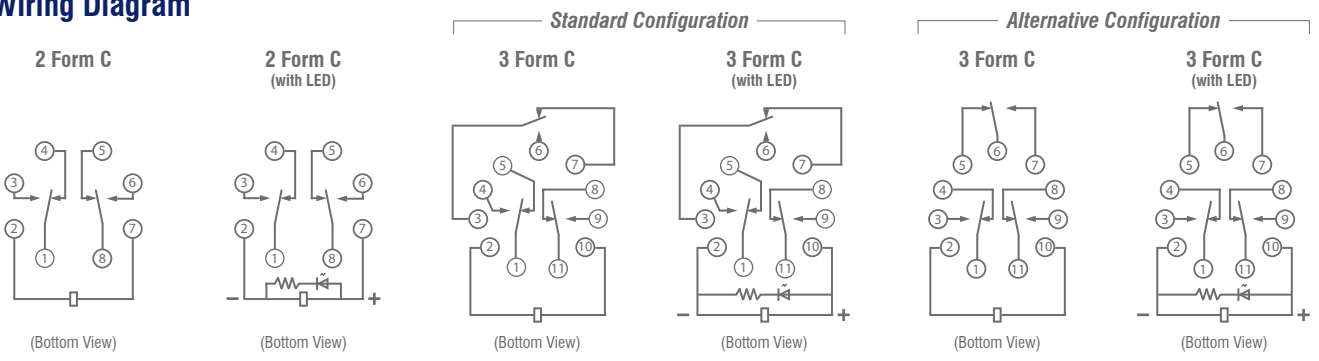 Wiring Diagram
Standard Configuration
Alternative Configuration
2 Form C
2 Form C
(with LED)
3 Form C
3 Form C
(with LED)
3 Form C
3 Form C
(with LED)
4 5
3 6
2 7
1 8
(Bottom View)
4 5
3 6
2 7
1 8
− +
(Bottom View)
6
5 7
4 8
3 9
2 10
1 11
(Bottom View)
6
5 7
4 8
3 9
2 10
1 11
− +
(Bottom View)
6
5 7
4 8
3 9
2 10
1 11
(Bottom View)
6
5 7
4 8
3 9
2 10
1 11
− +
(Bottom View)